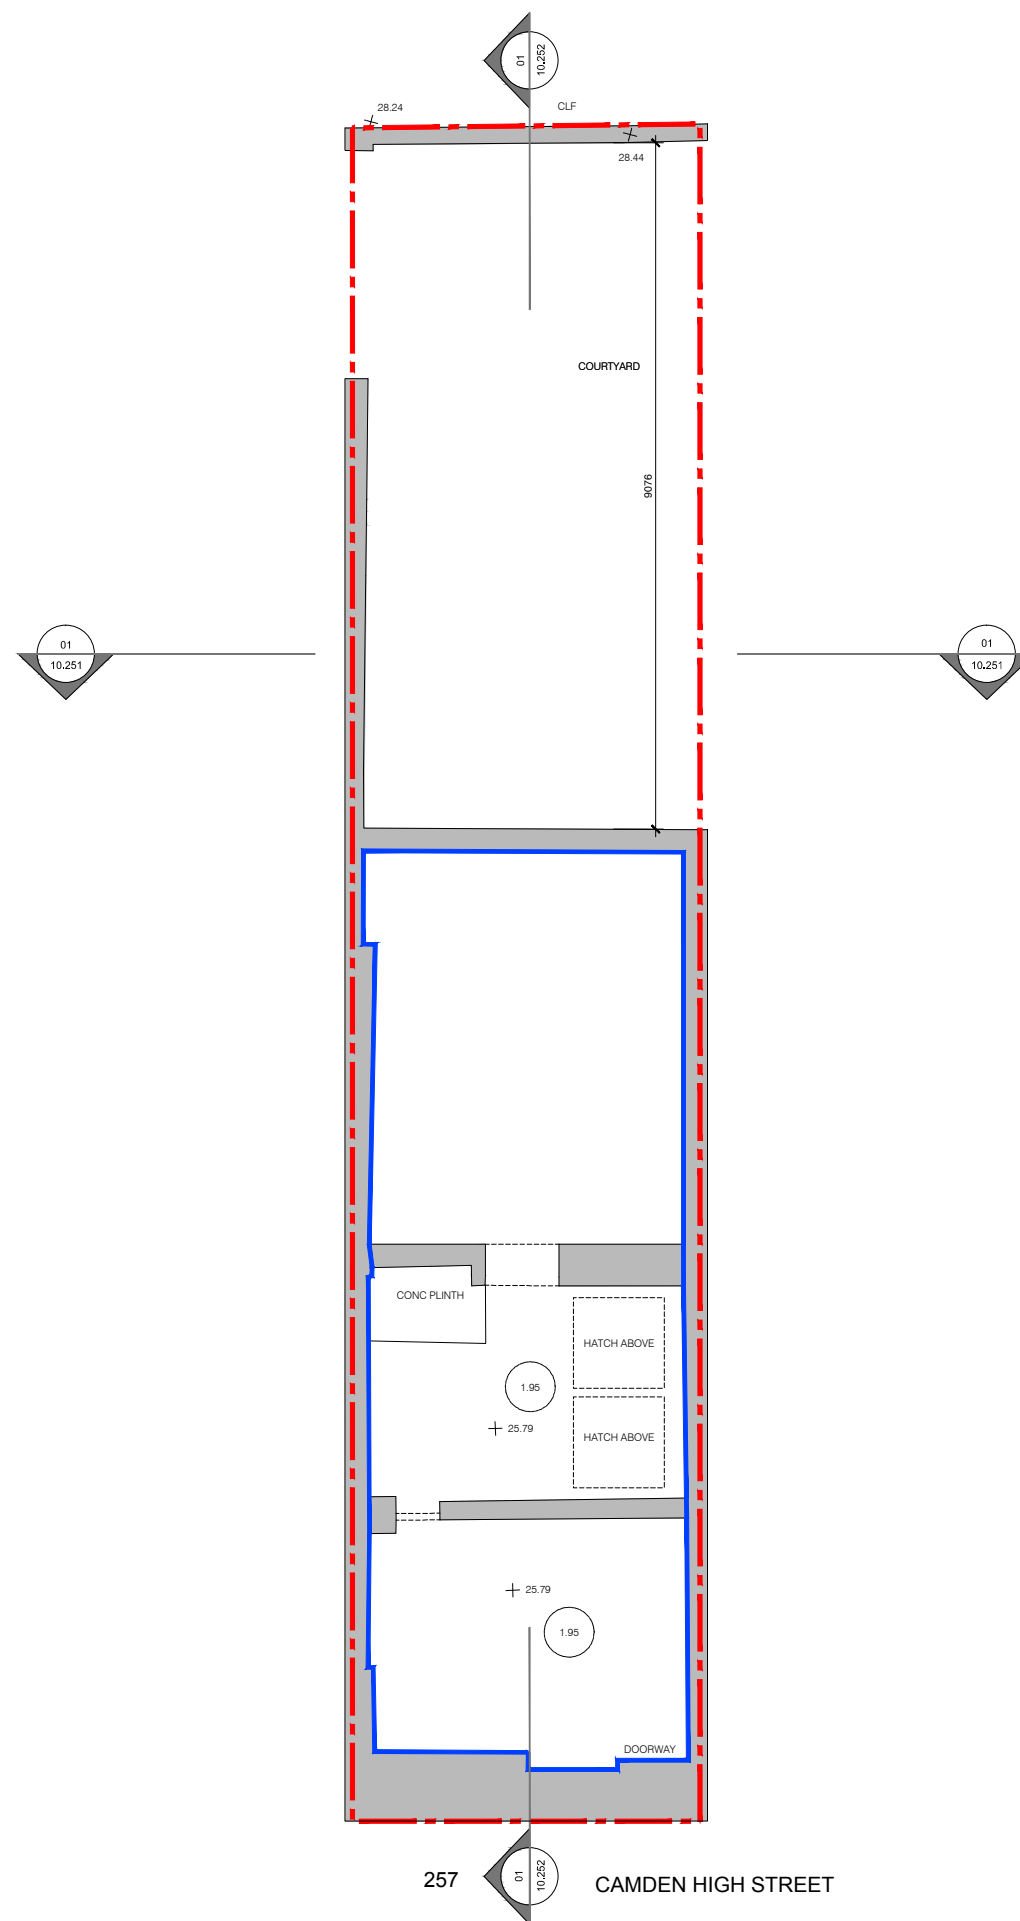 01
10.252
28.24
CLF
28.44
COURTYARD
9076
01
10.251
01
10.251
CONC PLINTH
HATCH ABOVE
1.95
25.79
HATCH ABOVE
25.79
1.95
DOORWAY
01
10.252
257
CAMDEN HIGH STREET